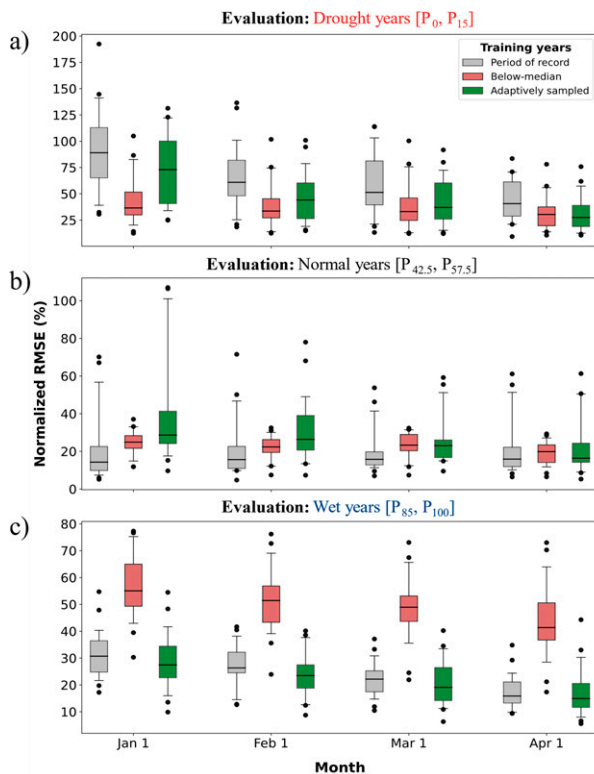 Evaluation: Drought years [P0, P15]
a)
200
175
150
125
100
75
50
25
Training years
Period of record
Below-median
Adaptively sampled
Evaluation: Normal years [P42.5, P57.5]
b)
100
80
60
40
20
0
Normalized RMSE (%)
Evaluation: Wet years [P85, P100]
c)
80
70
60
50
40
30
20
10
Jan 1
Feb 1
Mar 1
Apr 1
Month